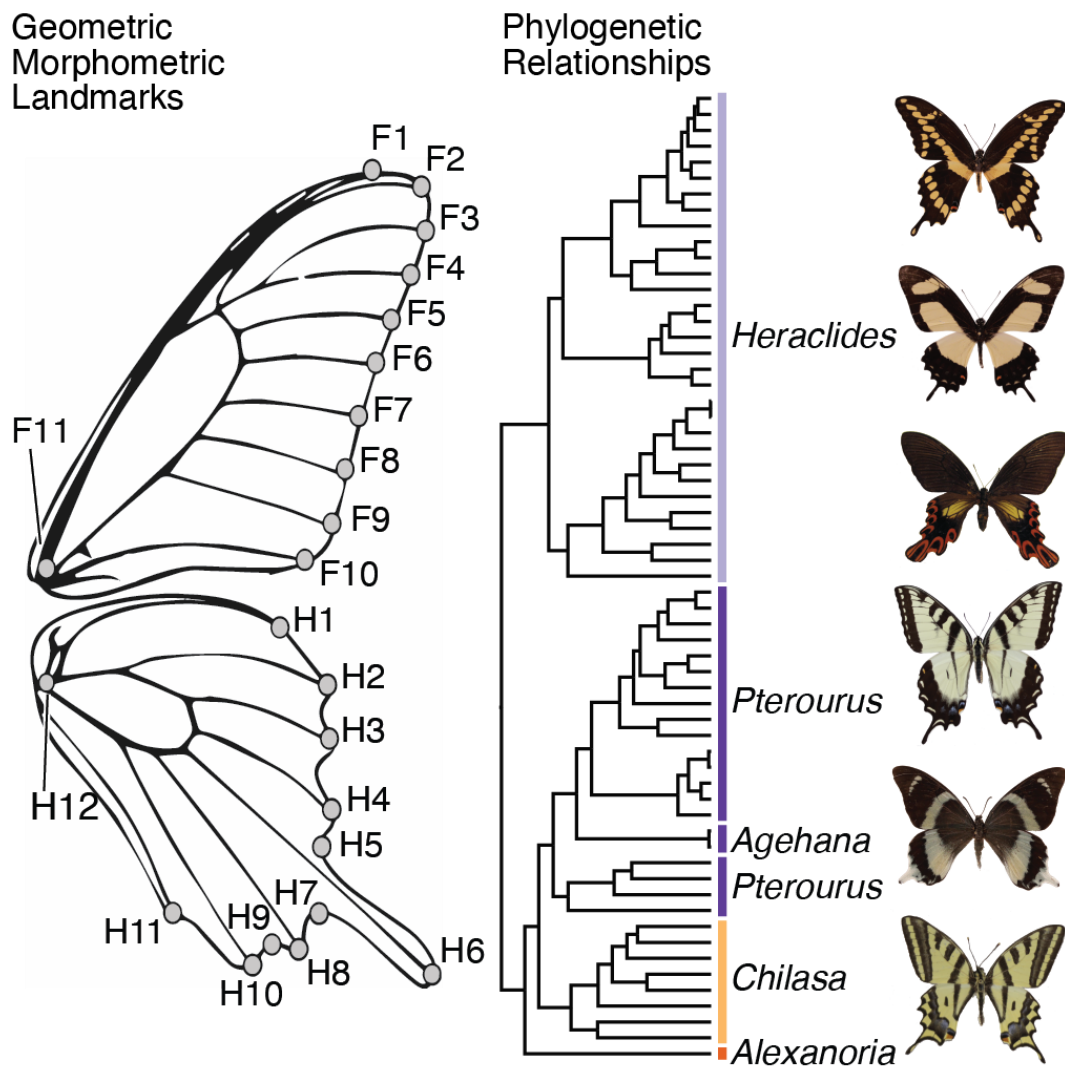 Geometric
Morphometric
Landmarks
F1
F2
F3
F4
F5
F6
F7
F8
F9
F10
F11
H1
H2
H3
H4
H5
H6
H7
H8
H9
H10
H11
H12
Phylogenetic
Relationships
Heraclides
Pterourus
Agehana
Pterourus
Chilasa
Alexanoria